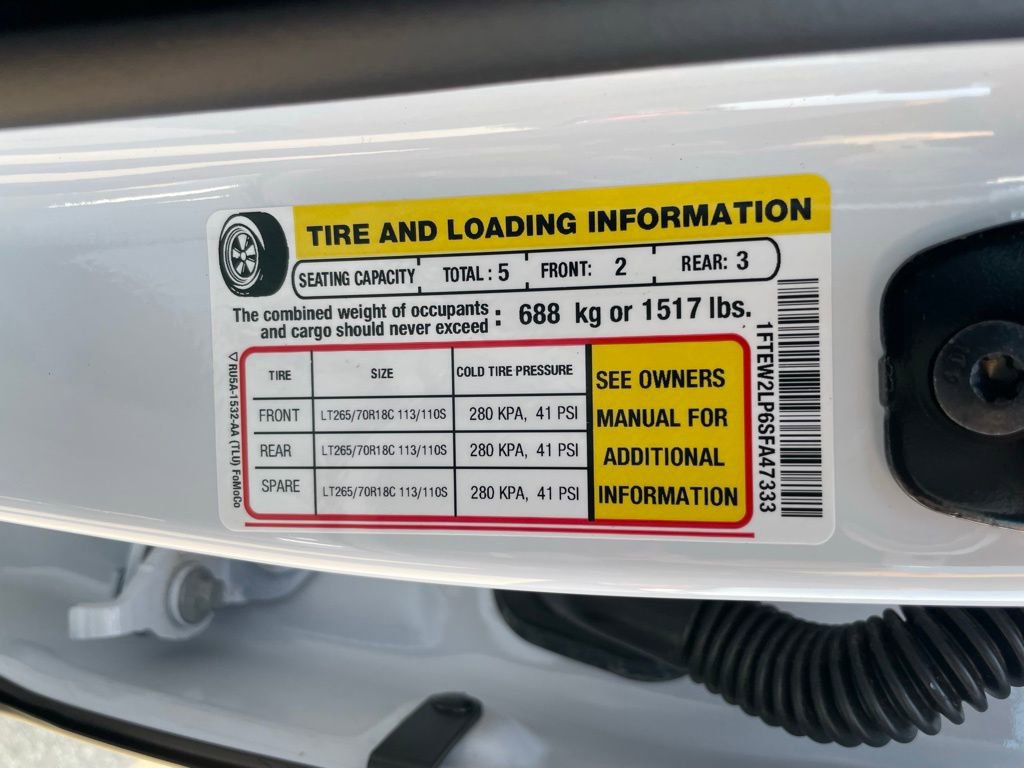 TIRE AND LOADING INFORMATION
SEATING CAPACITY TOTAL : 5 FRONT: 2 REAR: 3
The combined weight of occupants
and cargo should never exceed : 688 kg or 1517 lbs.
TIRE SIZE COLD TIRE PRESSURE
FRONT LT265/70R18C 113/110S 280 KPA, 41 PSI
REAR LT265/70R18C 113/110S 280 KPA, 41 PSI
SPARE LT265/70R18C 113/110S 280 KPA, 41 PSI
SEE OWNERS
MANUAL FOR
ADDITIONAL
INFORMATION
▽RU5A-1532-AA (TLU) FoMoCo
1FTEW2LP6SFA47333